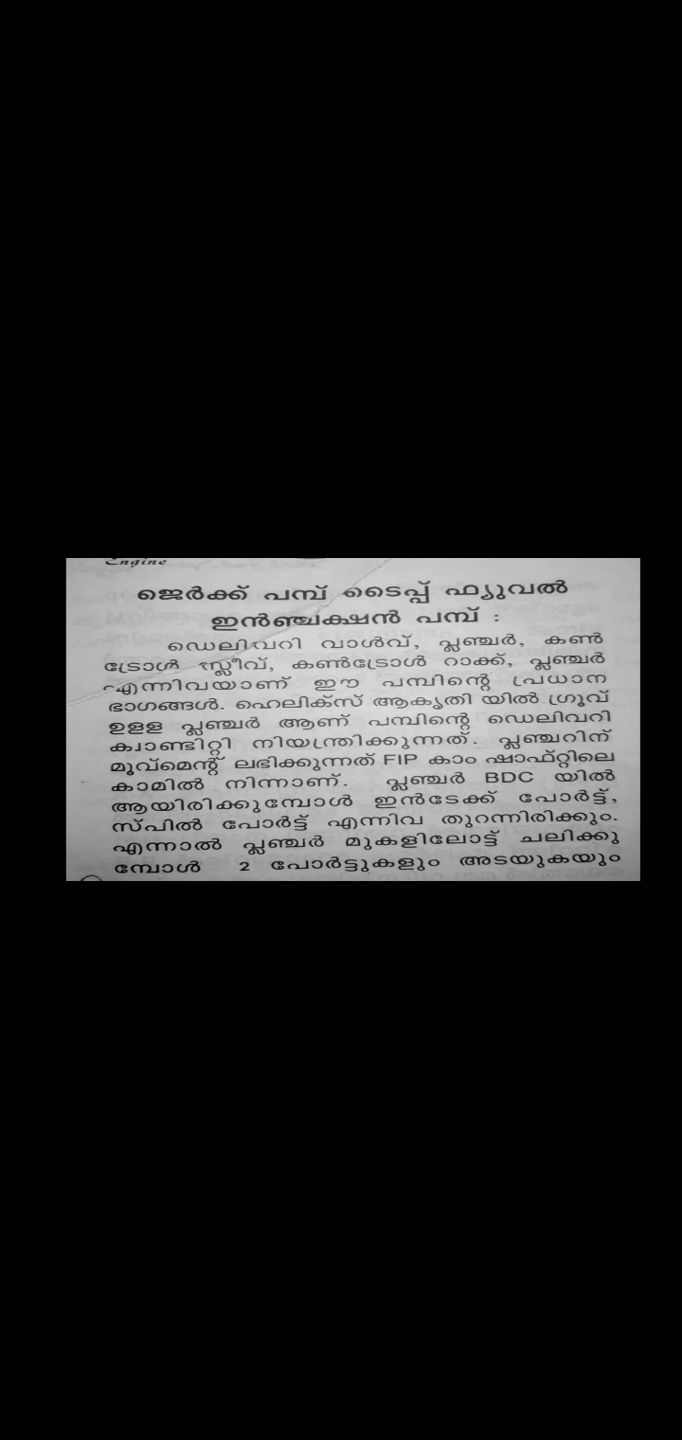 Engine
ജെർക്ക് പമ്പ് ടൈപ്പ് ഫ്യുവൽ
ഇൻഞ്ചക്ഷൻ പമ്പ് :
ഡെലിവറി വാൾവ്, പ്ലഞ്ചർ, കൺ
ട്രോൾ സ്ലീവ്, കൺട്രോൾ റാക്ക്, പ്ലഞ്ചർ
എന്നിവയാണ് ഈ പമ്പിന്റെ പ്രധാന
ഭാഗങ്ങൾ. ഹെലിക്സ് ആകൃതി യിൽ ഗ്രൂവ്
ഉളള പ്ലഞ്ചർ ആണ് പമ്പിന്റെ ഡെലിവറി
ക്വാണ്ടിറ്റി നിയന്ത്രിക്കുന്നത്. പ്ലഞ്ചറിന്
മൂവ്മെന്റ് ലഭിക്കുന്നത് FIP കാം ഷാഫ്റ്റിലെ
കാമിൽ നിന്നാണ്. പ്ലഞ്ചർ BDC യിൽ
ആയിരിക്കുമ്പോൾ ഇൻടേക്ക് പോർട്ട്,
സ്പിൽ പോർട്ട് എന്നിവ തുറന്നിരിക്കും.
എന്നാൽ പ്ലഞ്ചർ മുകളിലോട്ട് ചലിക്കു
മ്പോൾ 2 പോർട്ടുകളും അടയുകയും